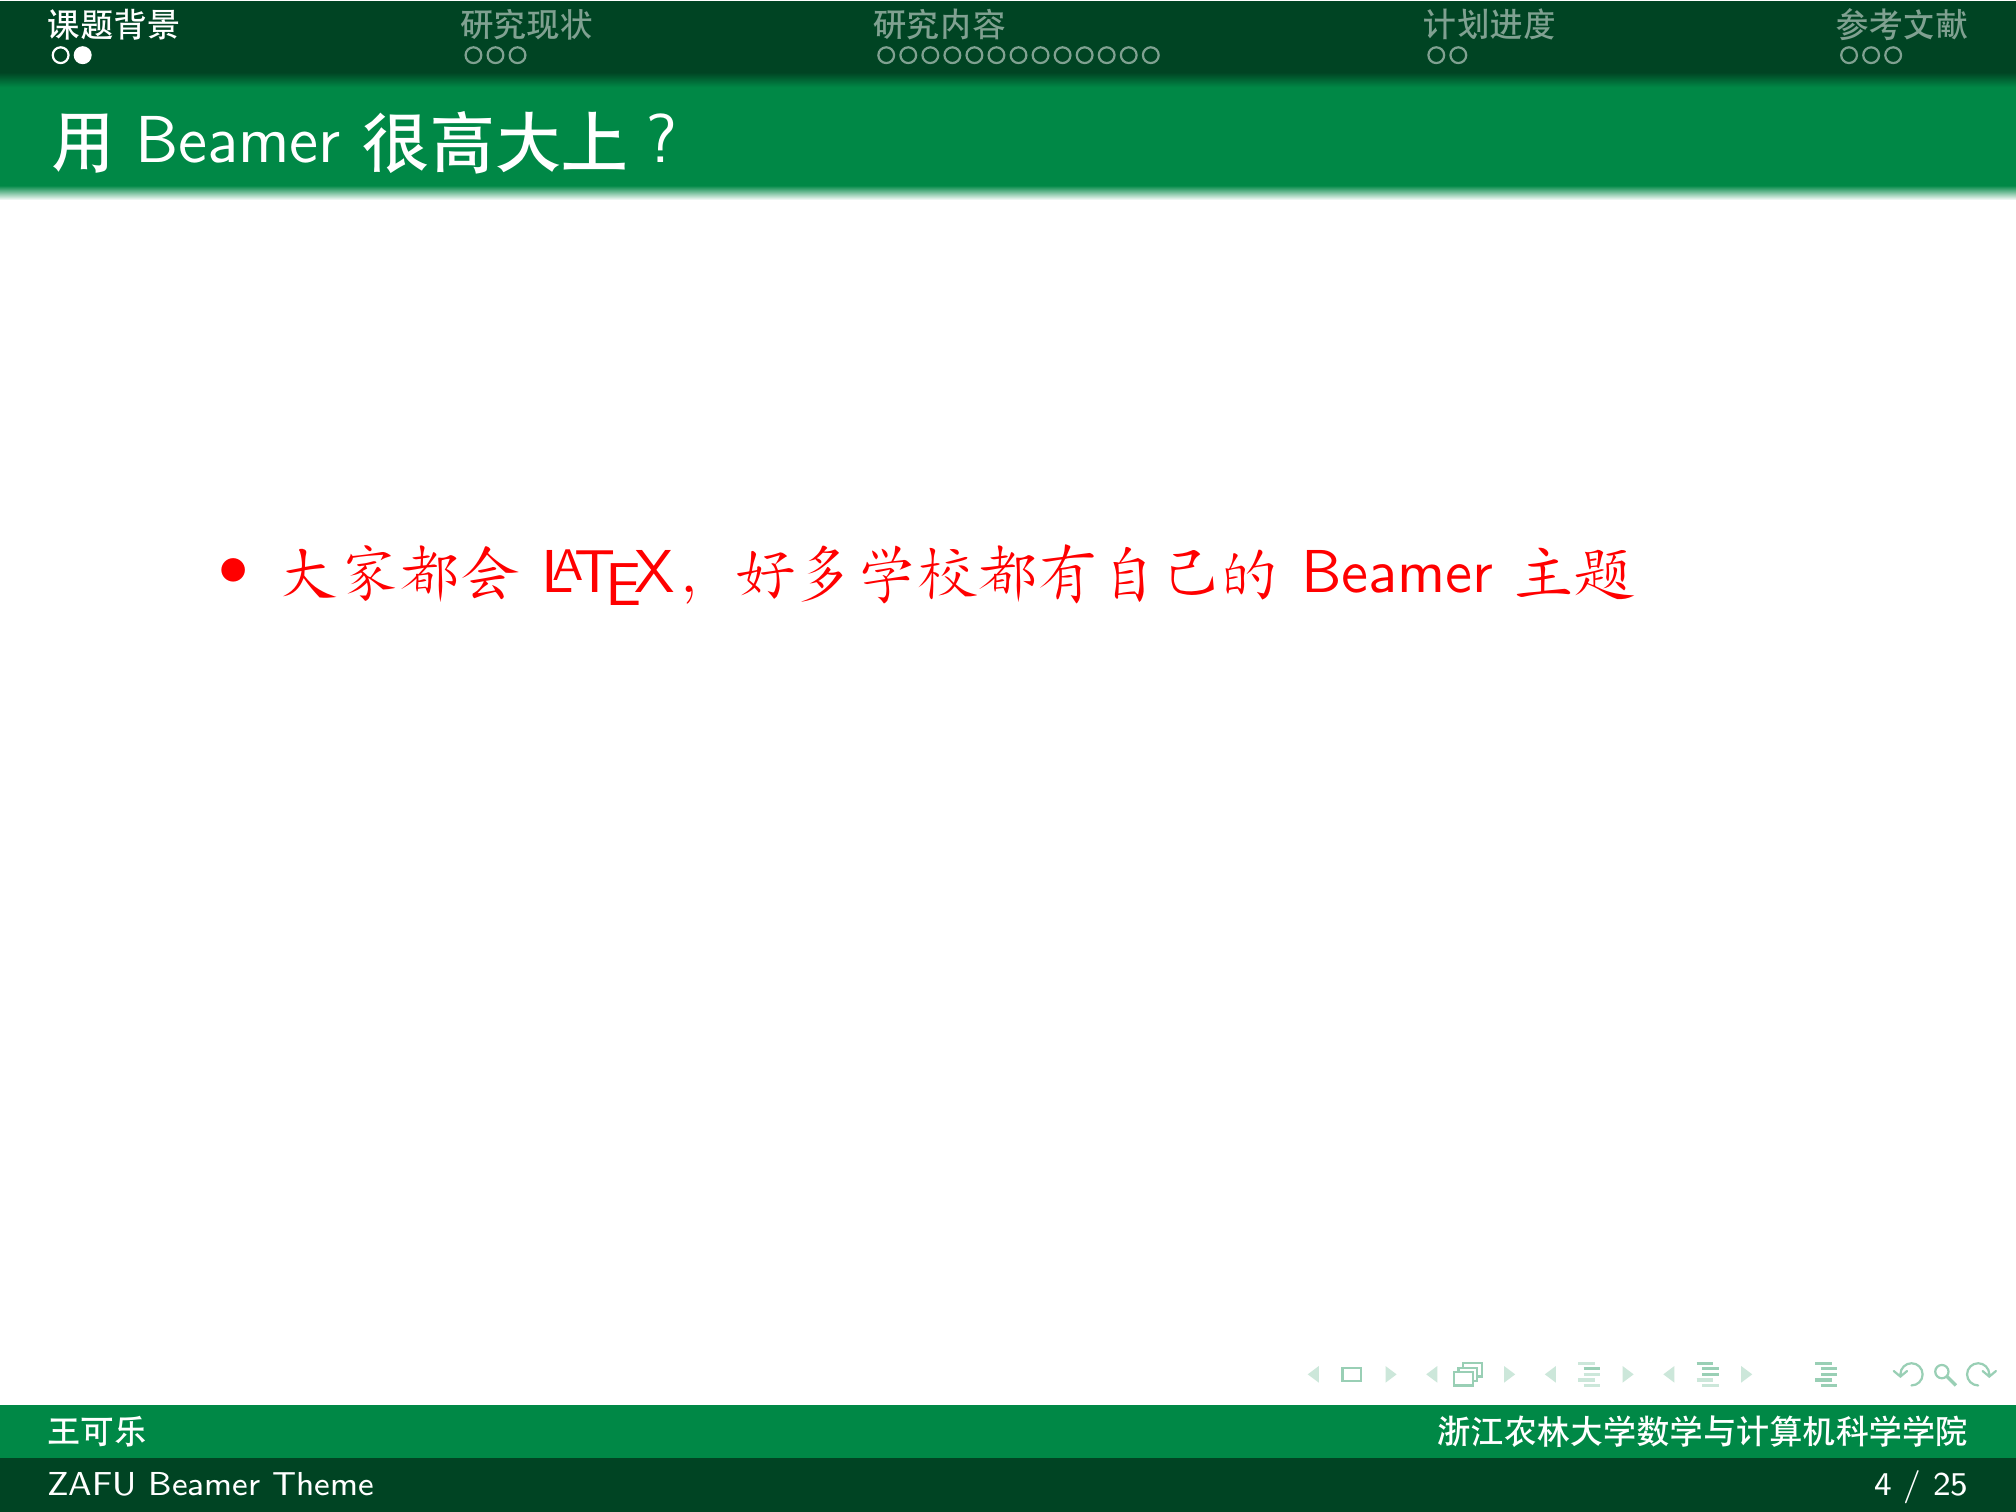 课题背景 研究现状 研究内容 计划进度 参考文献
用 Beamer 很高大上？
• 大家都会 LATEX，好多学校都有自己的 Beamer 主题
王可乐 浙江农林大学数学与计算机科学学院
ZAFU Beamer Theme 4 / 25